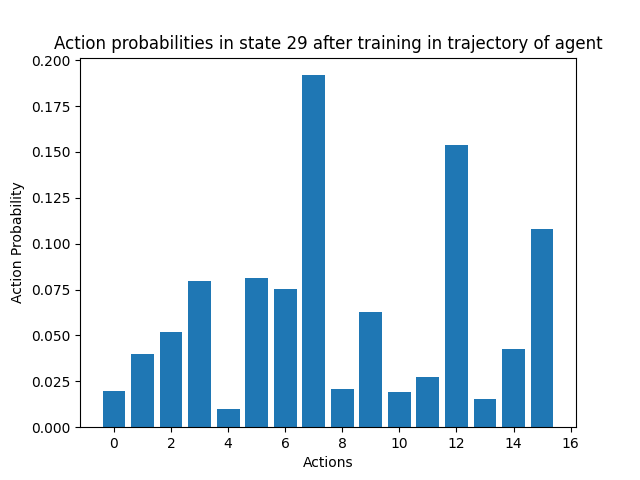 Action probabilities in state 29 after training in trajectory of agent
0.200
0.175
0.150
0.125
0.100
0.075
0.050
0.025
0.000
Action Probability
0 2 4 6 8 10 12 14 16
Actions